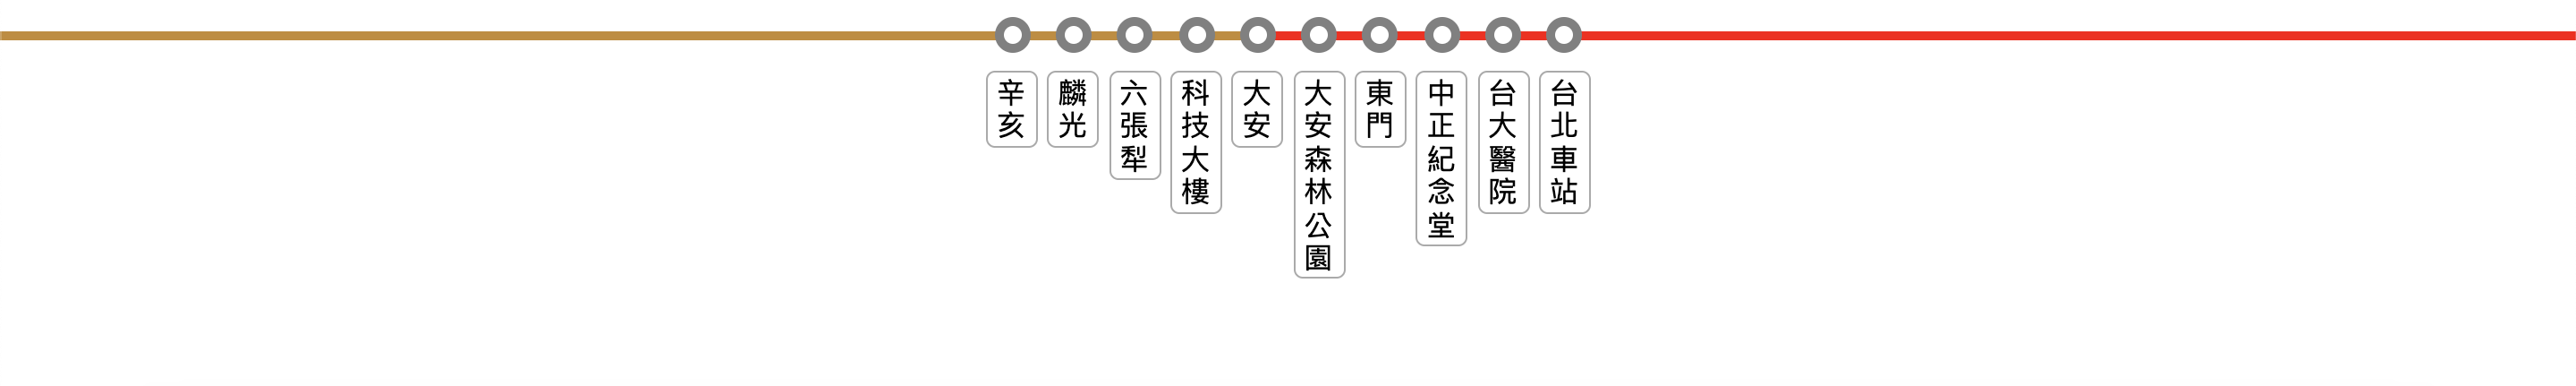 辛亥
麟光
六張犁
科技大樓
大安
大安森林公園
東門
中正紀念堂
台大醫院
台北車站